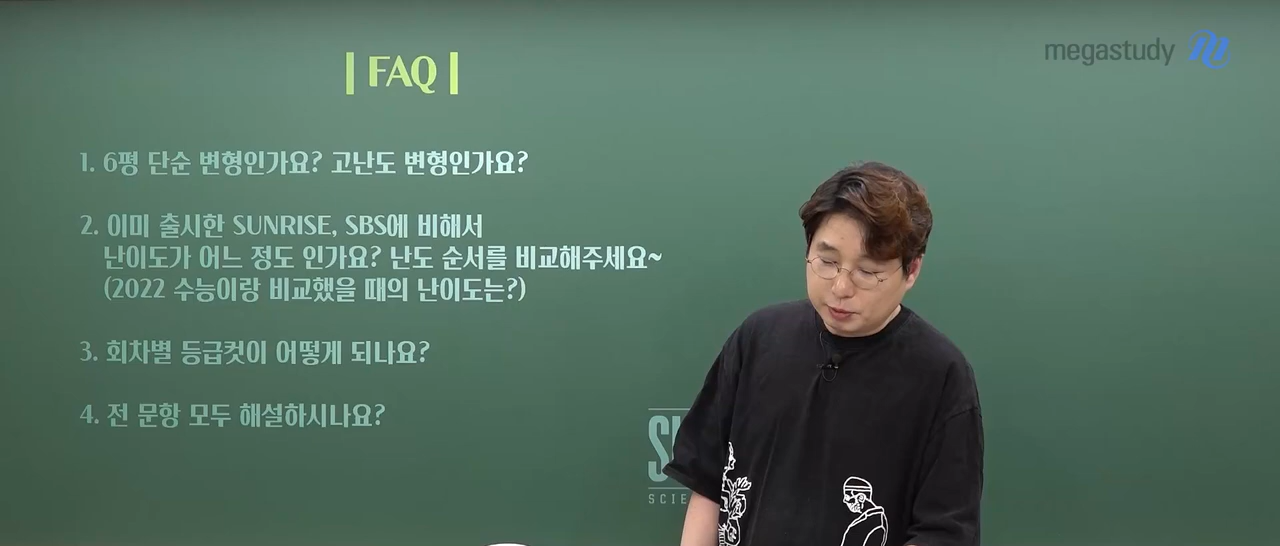 megastudy
| FAQ |
1. 6평 단순 변형인가요? 고난도 변형인가요?
2. 이미 출시한 SUNRISE, SBS에 비해서
난이도가 어느 정도 인가요? 난도 순서를 비교해주세요~
(2022 수능이랑 비교했을 때의 난이도는?)
3. 회차별 등급컷이 어떻게 되나요?
4. 전 문항 모두 해설하시나요?